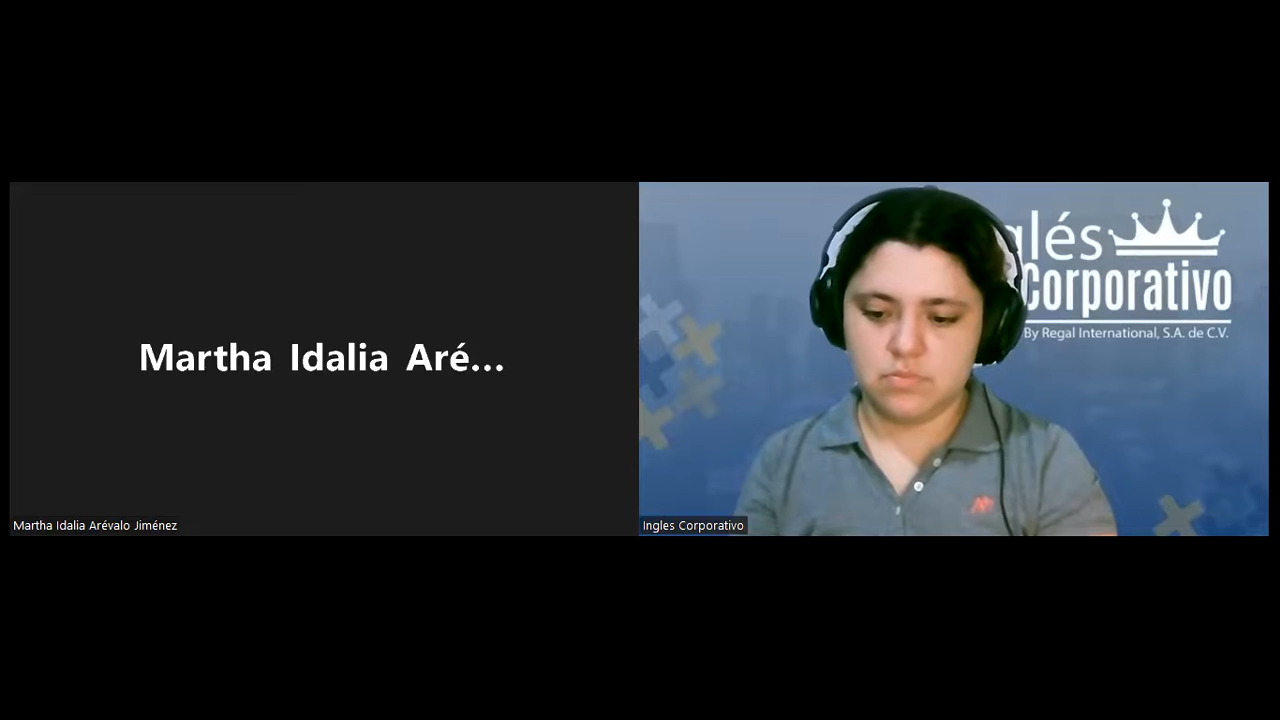 Martha Idalia Aré...
Martha Idalia Arévalo Jiménez
glés
Corporativo
By Regal International, S.A. de C.V.
Ingles Corporativo